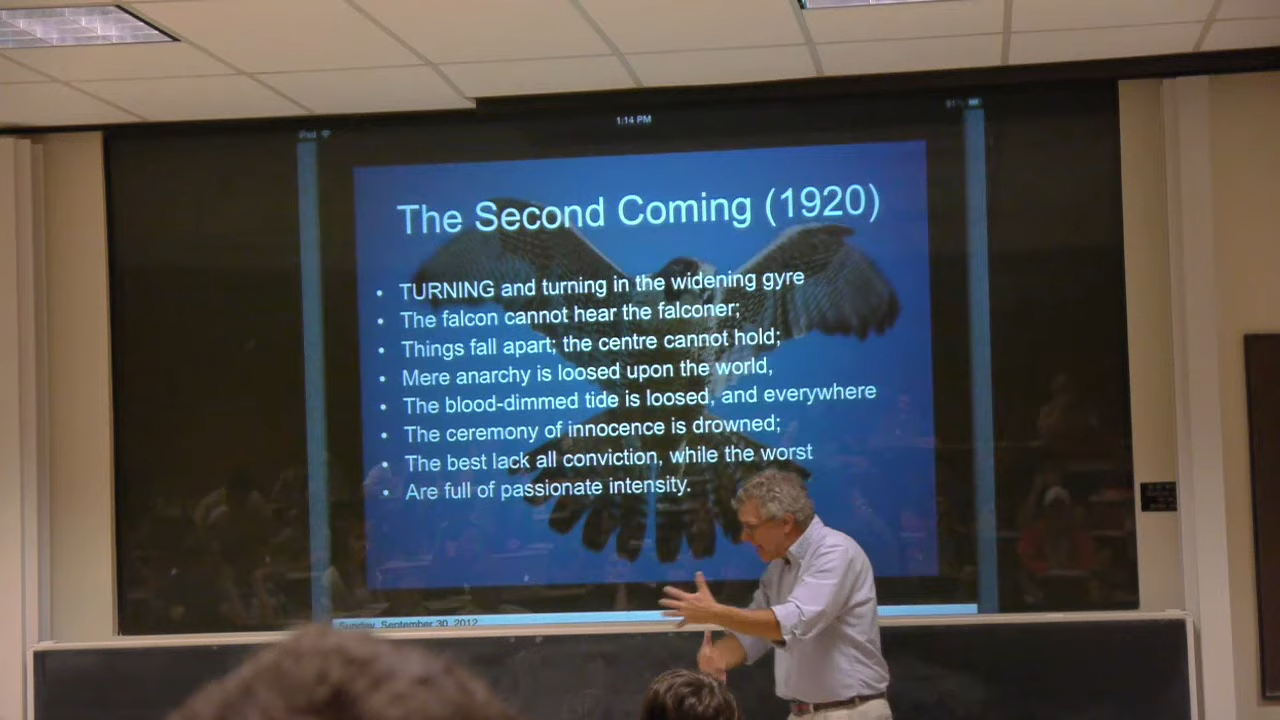 iPad
1:14 PM
91%
The Second Coming (1920)
• TURNING and turning in the widening gyre
• The falcon cannot hear the falconer;
• Things fall apart; the centre cannot hold;
• Mere anarchy is loosed upon the world,
• The blood-dimmed tide is loosed, and everywhere
• The ceremony of innocence is drowned;
• The best lack all conviction, while the worst
• Are full of passionate intensity.
Sunday, September 30, 2012